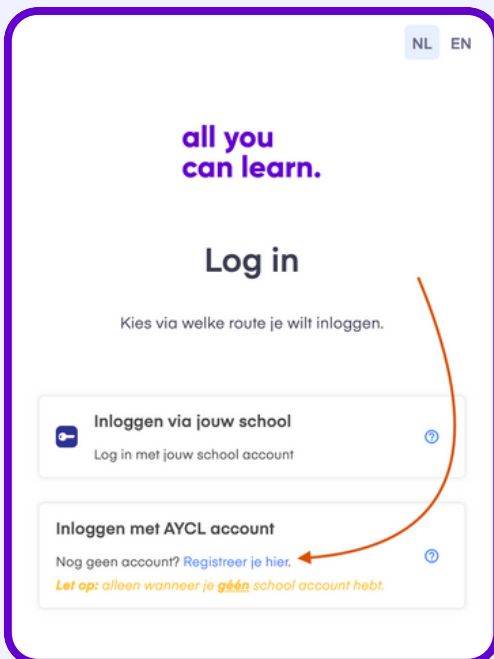 NL EN
all you
can learn.
Log in
Kies via welke route je wilt inloggen.
Inloggen via jouw school
Log in met jouw school account
Inloggen met AYCL account
Nog geen account? Registreer je hier.
Let op: alleen wanneer je géén school account hebt.